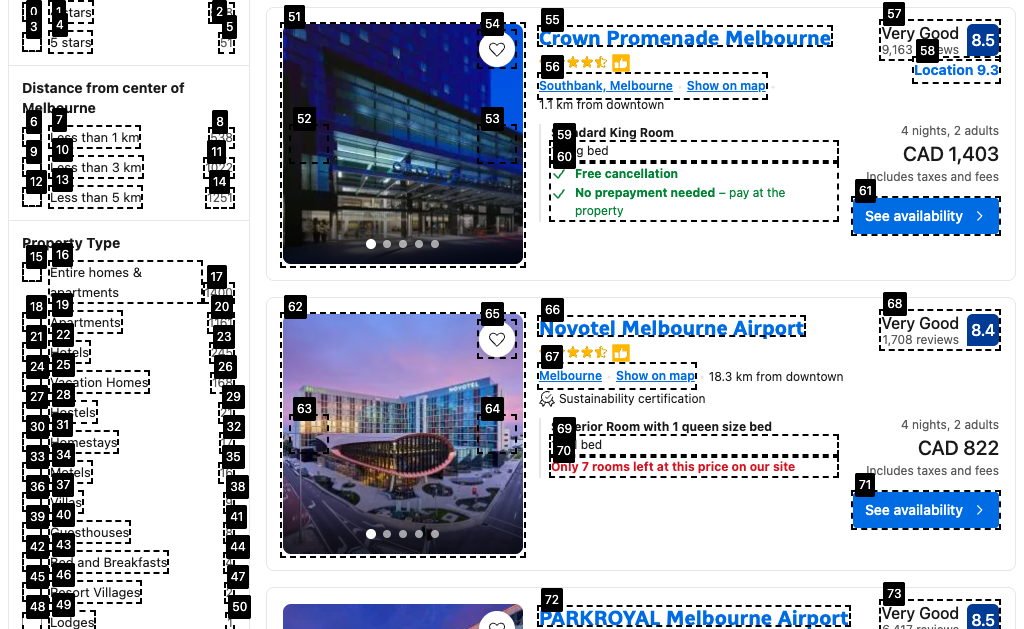 0
1
stars
2
3
4
5 stars
5
51
Distance from center of
Melbourne
6
7
Less than 1 km
8
538
9
10
Less than 3 km
11
12
13
Less than 5 km
14
1251
Property Type
15
16
Entire homes &
apartments
17
1400
18
19
Apartments
20
21
22
Hotels
23
24
25
Vacation Homes
26
168
27
28
Hostels
29
30
31
Homestays
32
33
34
Motels
35
36
37
Villas
38
39
40
Guesthouses
41
42
43
Bed and Breakfasts
44
45
46
Resort Villages
47
48
49
Lodges
50
51
54
52
53
55
Crown Promenade Melbourne
56
Southbank, Melbourne
Show on map
1.1 km from downtown
57
Very Good
9,163
8.5
58
Location 9.3
59
Standard King Room
60
bed
Free cancellation
No prepayment needed – pay at the
property
4 nights, 2 adults
CAD 1,403
Includes taxes and fees
61
See availability
62
65
63
64
NOVOTEL
66
Novotel Melbourne Airport
67
Melbourne
Show on map
18.3 km from downtown
Sustainability certification
68
Very Good
1,708 reviews
8.4
69
Superior Room with 1 queen size bed
70
bed
Only 7 rooms left at this price on our site
4 nights, 2 adults
CAD 822
Includes taxes and fees
71
See availability
72
PARKROYAL Melbourne Airport
73
Very Good
6,417 reviews
8.5